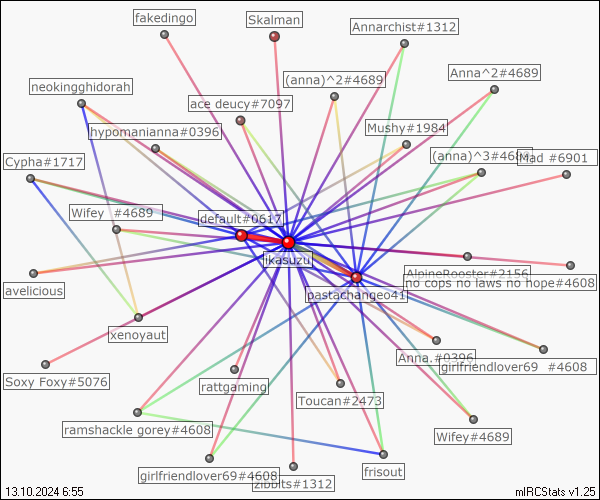 fakedingo
Skalman
Annarchist#1312
neokingghidorah
(anna)^2#4689
Anna^2#4689
ace deucy#7097
hypomanianna#0396
Mushy#1984
Cypha#1717
(anna)^3#4689
Mad #6901
Wifey #4689
default#0617
ikasuzu
AlpineRooster#2156
avelicious
pastachangeo41
no cops no laws no hope#4608
xenoyaut
Anna.#0396
girlfriendlover69 #4608
Soxy Foxy#5076
rattgaming
Toucan#2473
ramshackle gorey#4608
Wifey#4689
girlfriendlover69#4608
zibbits#1312
frisout
13.10.2024 6:55
mIRCStats v1.25